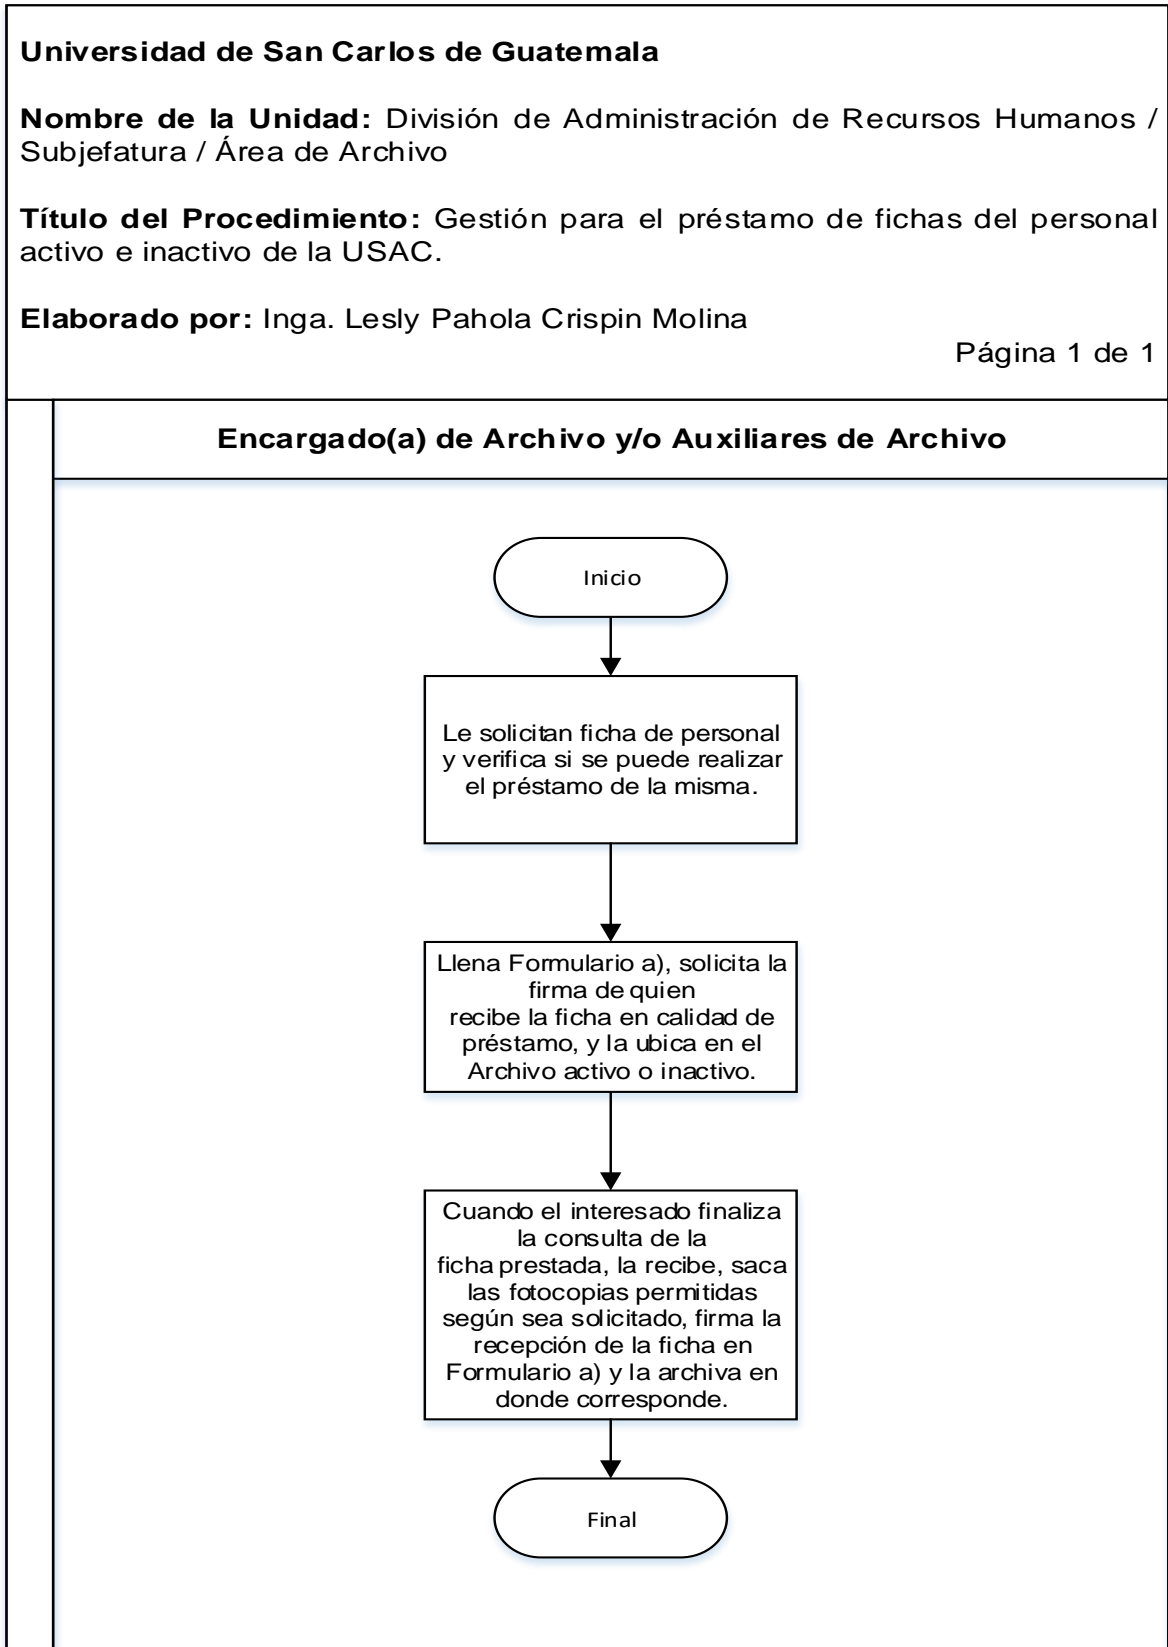 Universidad de San Carlos de Guatemala
Nombre de la Unidad: División de Administración de Recursos Humanos /
Subjefatura / Área de Archivo
Título del Procedimiento: Gestión para el préstamo de fichas del personal
activo e inactivo de la USAC.
Elaborado por: Inga. Lesly Pahola Crispin Molina
Página 1 de 1
Encargado(a) de Archivo y/o Auxiliares de Archivo
Inicio
Le solicitan ficha de personal
y verifica si se puede realizar
el préstamo de la misma.
Llena Formulario a), solicita la
firma de quien
recibe la ficha en calidad de
préstamo, y la ubica en el
Archivo activo o inactivo.
Cuando el interesado finaliza
la consulta de la
ficha prestada, la recibe, saca
las fotocopias permitidas
según sea solicitado, firma la
recepción de la ficha en
Formulario a) y la archiva en
donde corresponde.
Final